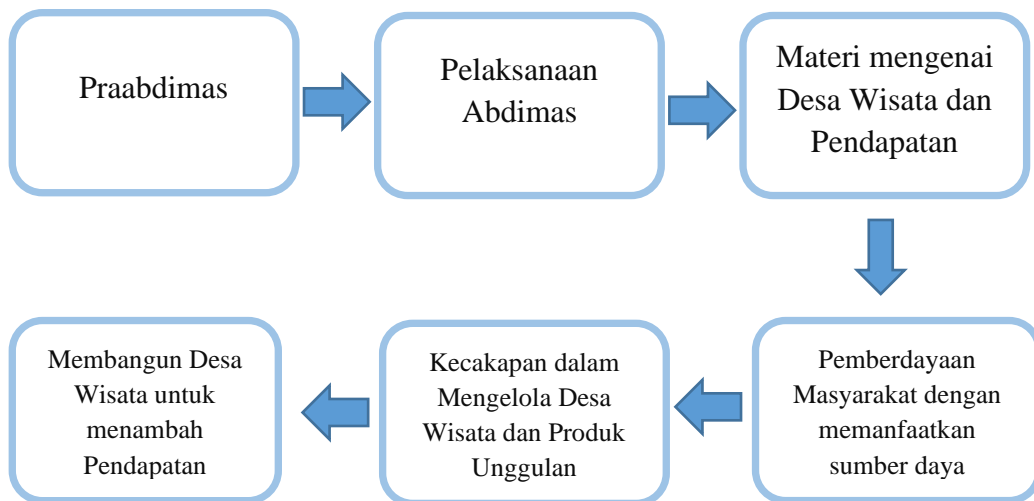 Praabdimas
Pelaksanaan
Abdimas
Materi mengenai
Desa Wisata dan
Pendapatan
Pemberdayaan
Masyarakat dengan
memanfaatkan
sumber daya
Kecakapan dalam
Mengelola Desa
Wisata dan Produk
Unggulan
Membangun Desa
Wisata untuk
menambah
Pendapatan